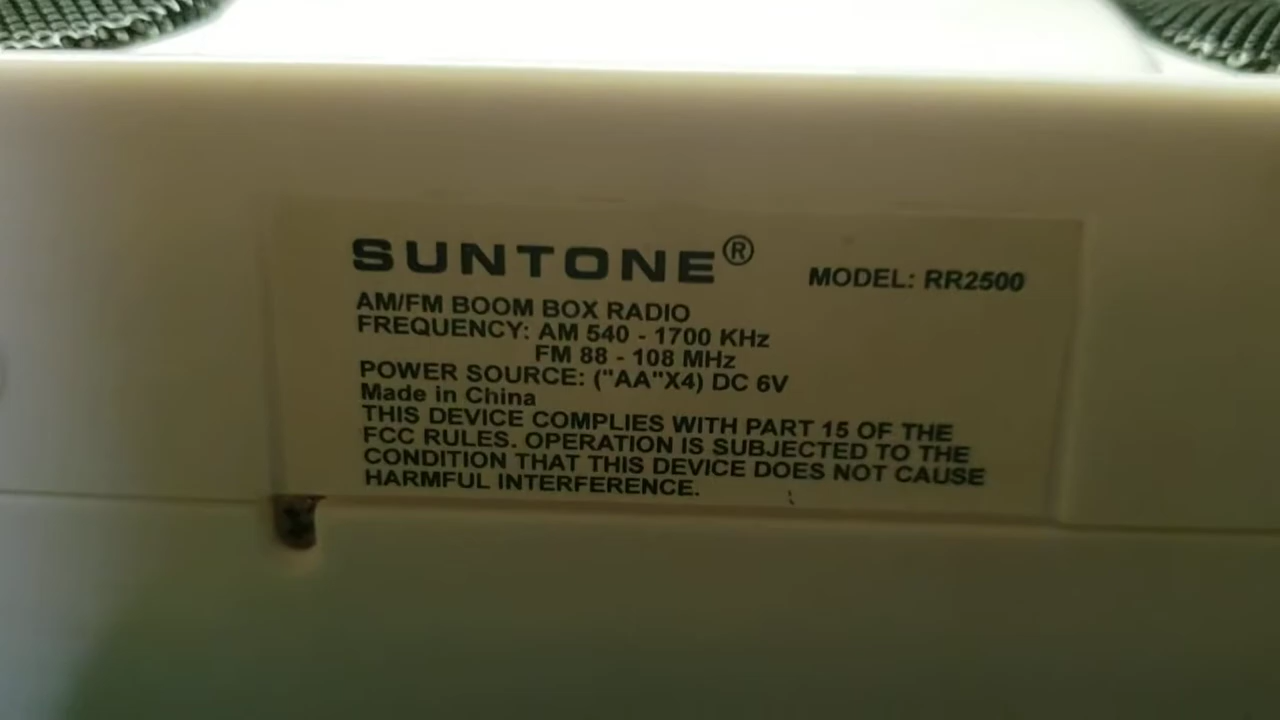 SUNTONE®
MODEL: RR2500
AM/FM BOOM BOX RADIO
FREQUENCY: AM 540 - 1700 KHz
FM 88 - 108 MHz
POWER SOURCE: ("AA"X4) DC 6V
Made in China
THIS DEVICE COMPLIES WITH PART 15 OF THE
FCC RULES. OPERATION IS SUBJECTED TO THE
CONDITION THAT THIS DEVICE DOES NOT CAUSE
HARMFUL INTERFERENCE.